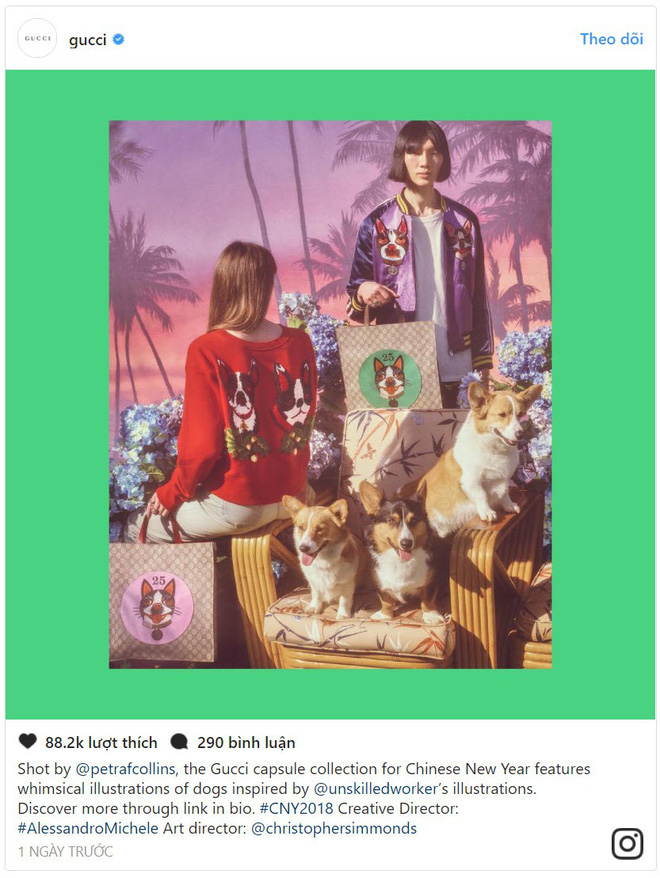 GUCCI
gucci
Theo dõi
25
25
88.2k lượt thích 290 bình luận
Shot by @petrafcollins, the Gucci capsule collection for Chinese New Year features
whimsical illustrations of dogs inspired by @unskilledworker's illustrations.
Discover more through link in bio. #CNY2018 Creative Director:
#AlessandroMichele Art director: @christophersimmonds
1 NGÀY TRƯỚC